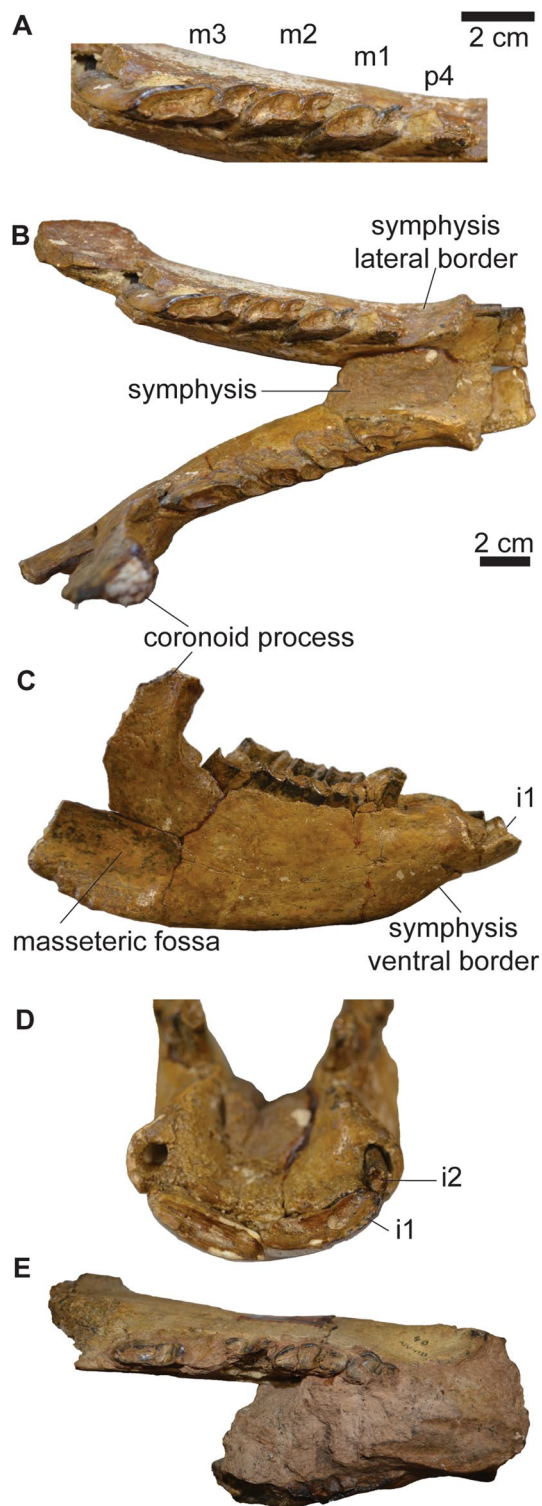 A
m3
m2
m1
p4
2 cm
B
symphysis
lateral border
symphysis
2 cm
coronoid process
C
i1
masseteric fossa
symphysis
ventral border
D
i2
i1
E